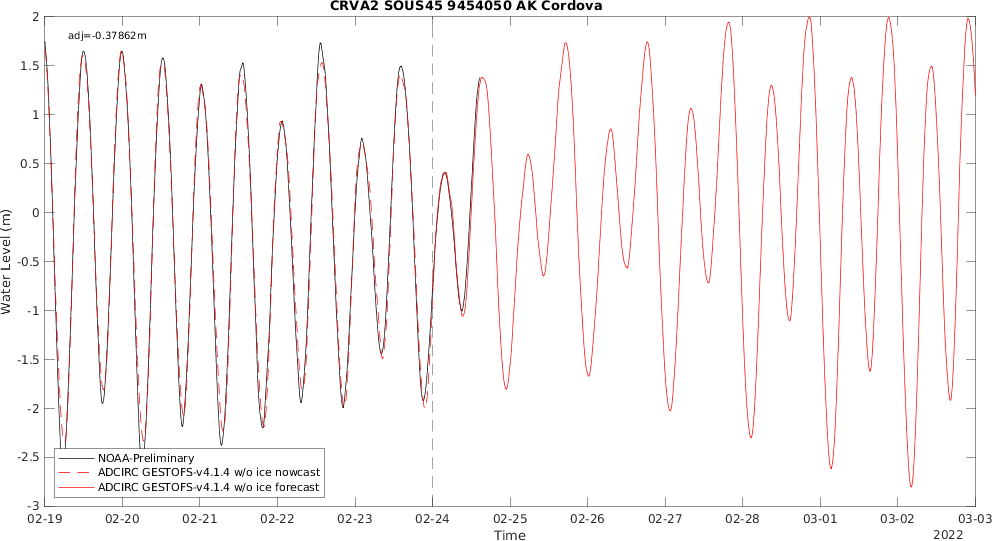 CRVA2 SOUS45 9454050 AK Cordova
adj=-0.37862m
2
1.5
1
0.5
0
-0.5
-1
-1.5
-2
-2.5
-3
Water Level (m)
NOAA-Preliminary
ADCIRC GESTOFS-v4.1.4 w/o ice nowcast
ADCIRC GESTOFS-v4.1.4 w/o ice forecast
02-19 02-20 02-21 02-22 02-23 02-24 02-25 02-26 02-27 02-28 03-01 03-02 03-03
Time
2022